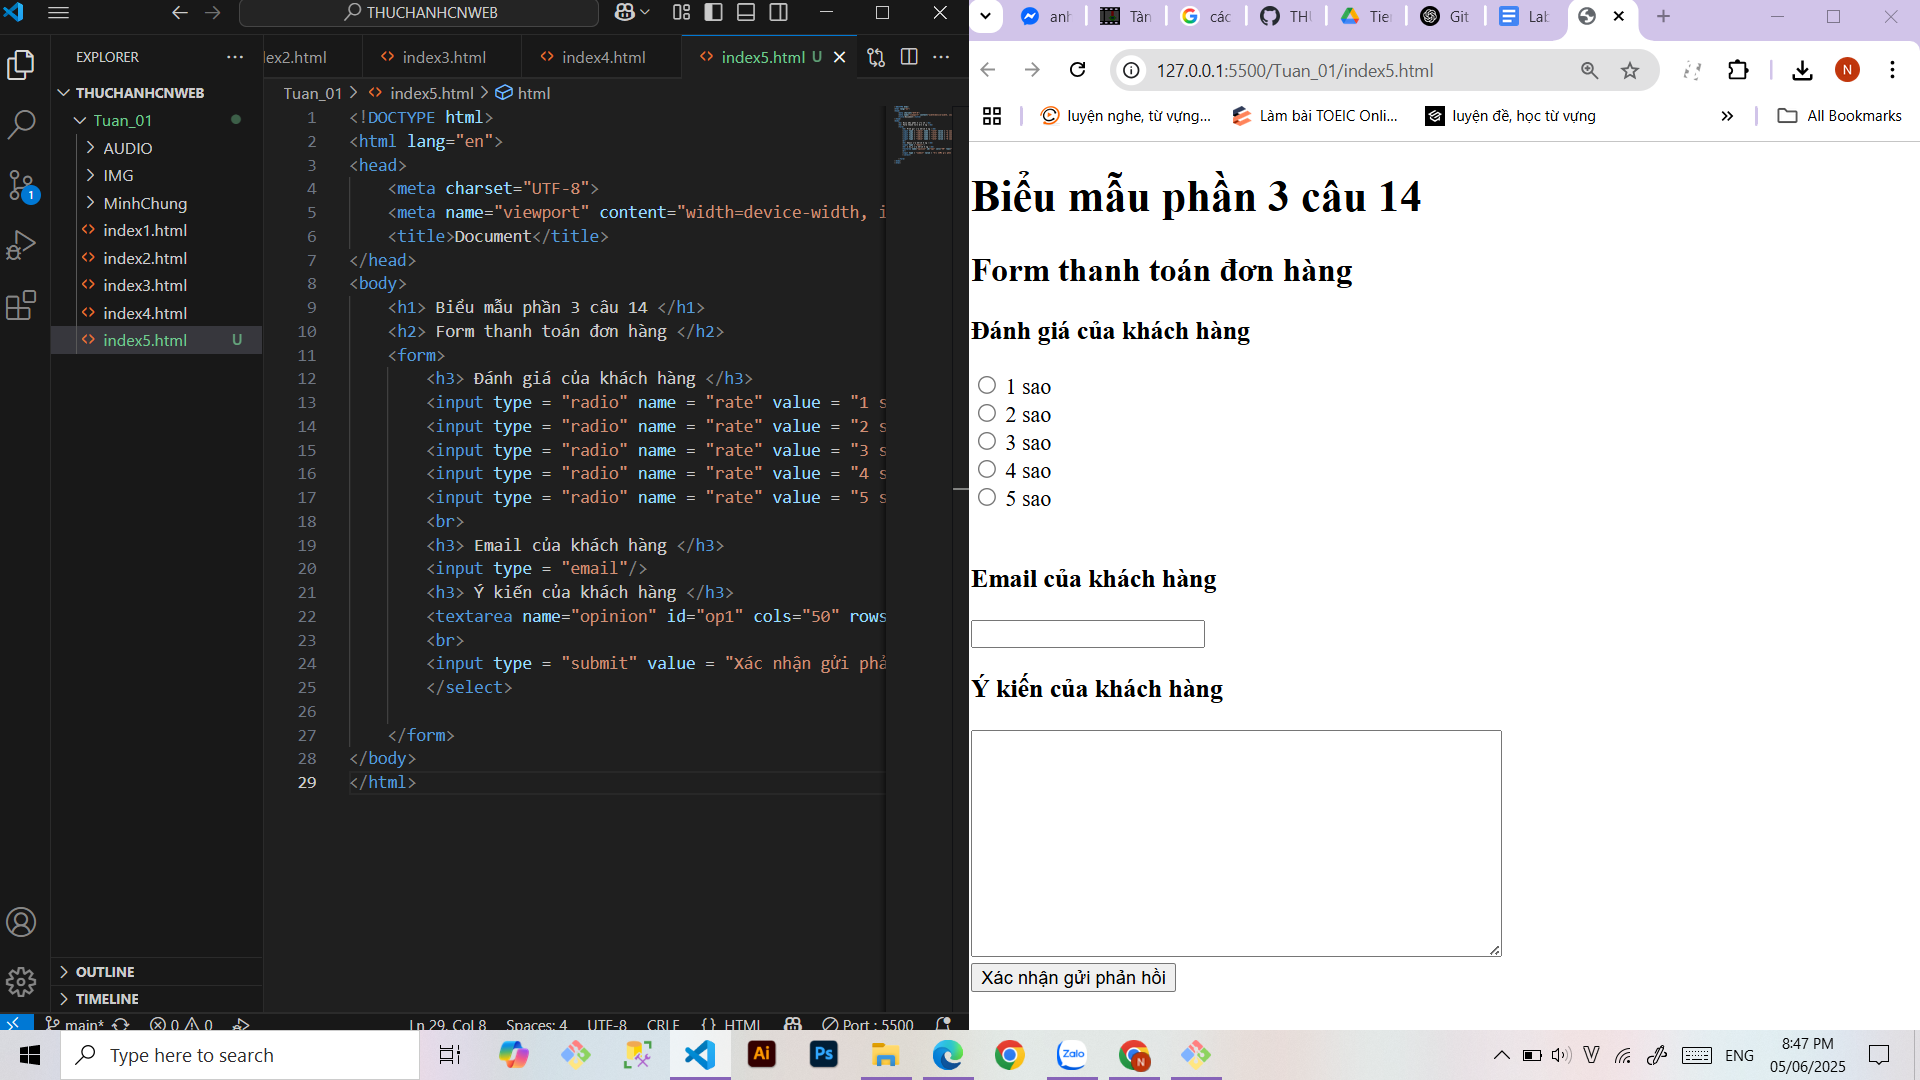 THUCHANHCNWEB
EXPLORER
THUCHANHCNWEB
Tuan_01
AUDIO
IMG
MinhChung
index1.html
index2.html
index3.html
index4.html
index5.html U
OUTLINE
TIMELINE
lex2.html
index3.html
index4.html
index5.html U
Tuan_01 > index5.html > html
1 <!DOCTYPE html>
2 <html lang="en">
3 <head>
4 <meta charset="UTF-8">
5 <meta name="viewport" content="width=device-width, i
6 <title>Document</title>
7 </head>
8 <body>
9 <h1> Biểu mẫu phần 3 câu 14 </h1>
10 <h2> Form thanh toán đơn hàng </h2>
11 <form>
12 <h3> Đánh giá của khách hàng </h3>
13 <input type = "radio" name = "rate" value = "1 s
14 <input type = "radio" name = "rate" value = "2 s
15 <input type = "radio" name = "rate" value = "3 s
16 <input type = "radio" name = "rate" value = "4 s
17 <input type = "radio" name = "rate" value = "5 s
18 <br>
19 <h3> Email của khách hàng </h3>
20 <input type = "email"/>
21 <h3> Ý kiến của khách hàng </h3>
22 <textarea name="opinion" id="op1" cols="50" rows
23 <br>
24 <input type = "submit" value = "Xác nhận gửi phả
25 </select>
26
27 </form>
28 </body>
29 </html>
main* 0 0 Ln 29, Col 8 Spaces: 4 UTF-8 CRLF {} HTML Port : 5500
anh
Tàn
các
THU
Tier
Git
Lab
127.0.0.1:5500/Tuan_01/index5.html
N
luyện nghe, từ vựng...
Làm bài TOEIC Onli...
luyện đề, học từ vựng
All Bookmarks
Biểu mẫu phần 3 câu 14
Form thanh toán đơn hàng
Đánh giá của khách hàng
1 sao
2 sao
3 sao
4 sao
5 sao
Email của khách hàng
Ý kiến của khách hàng
Xác nhận gửi phản hồi
Type here to search
Ai
Ps
Zalo
N
V
ENG
8:47 PM
05/06/2025